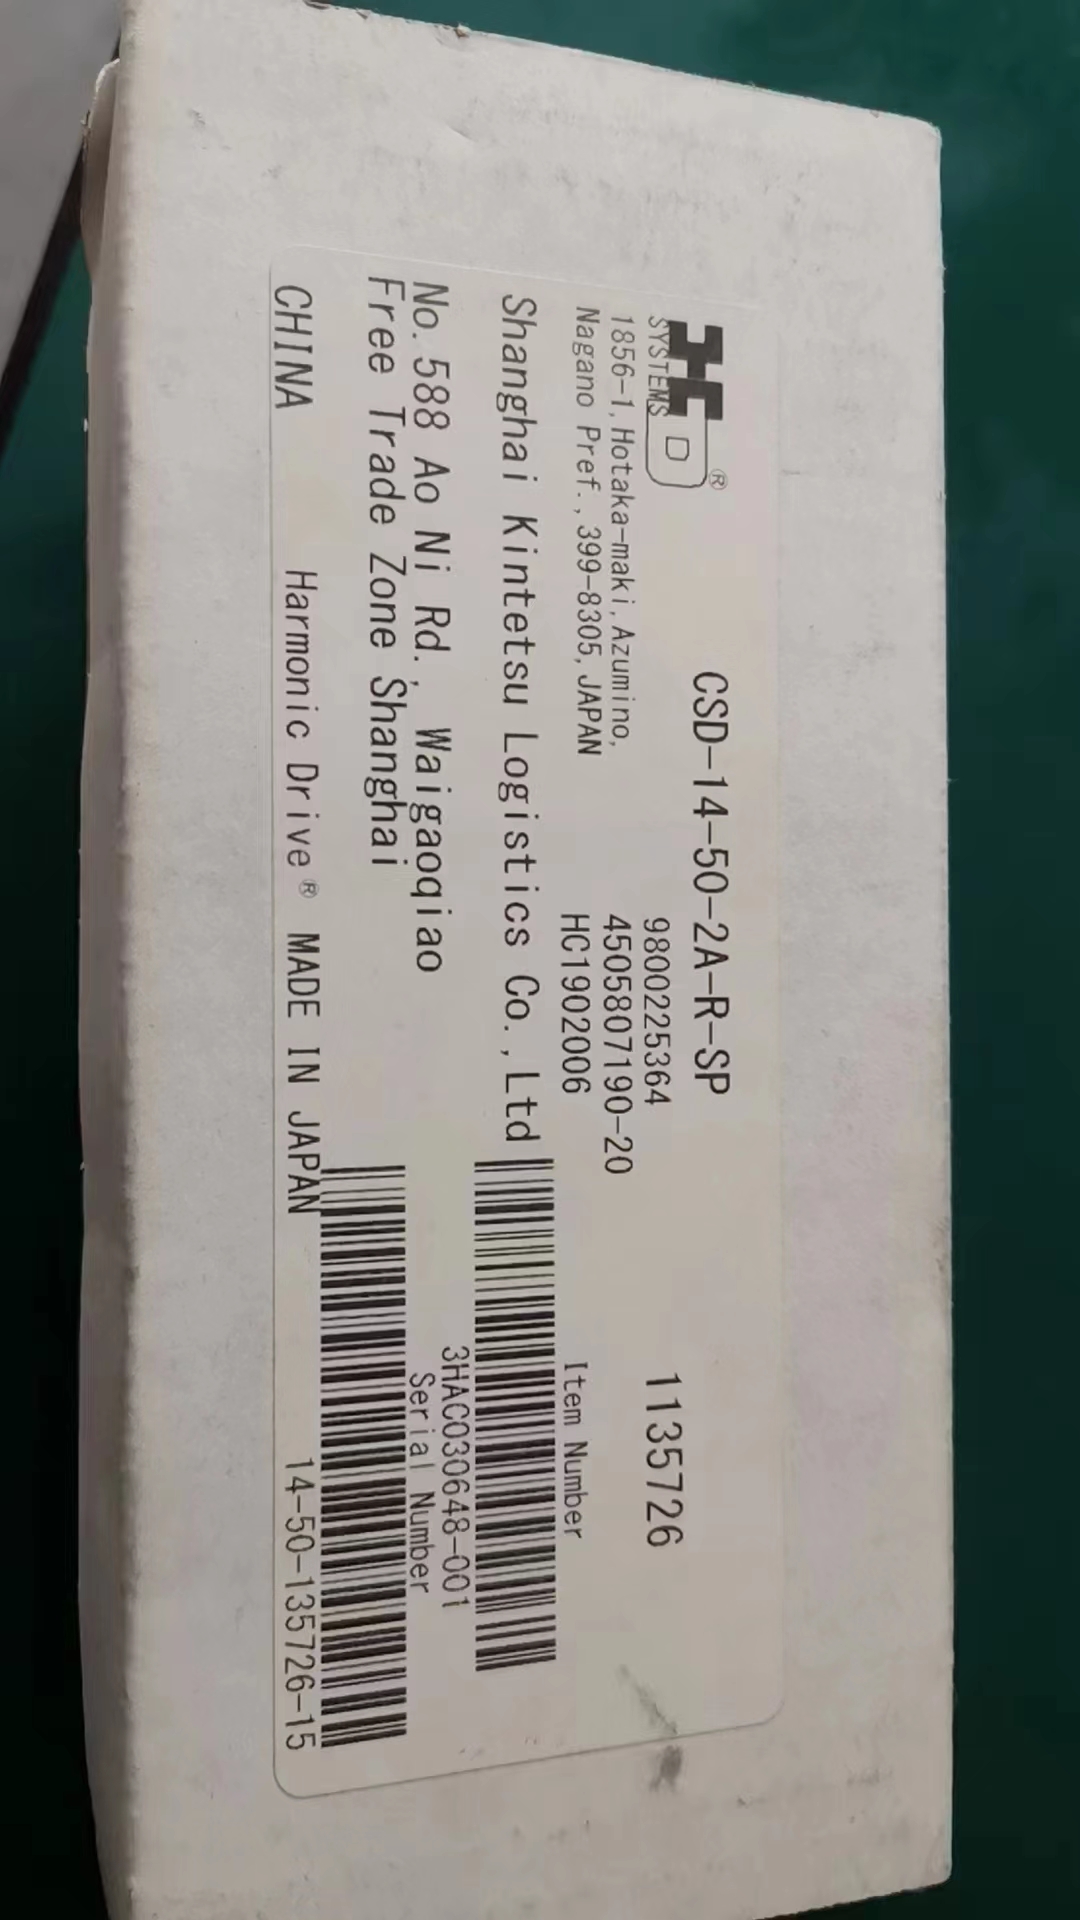 CSD-14-50-2A-R-SP
D ®
SYSTEMS
1856-1, Hotaka-maki, Azumino,
Nagano Pref., 399-8305, JAPAN
9800225364
4505807190-20
HC1902006
1135726
Item Number
Shanghai Kintetsu Logistics Co.,Ltd
3HAC030648-001
No. 588 Ao Ni Rd., Waigaoqiao
Free Trade Zone Shanghai
Serial Number
CHINA
Harmonic Drive® MADE IN JAPAN
14-50-135726-15